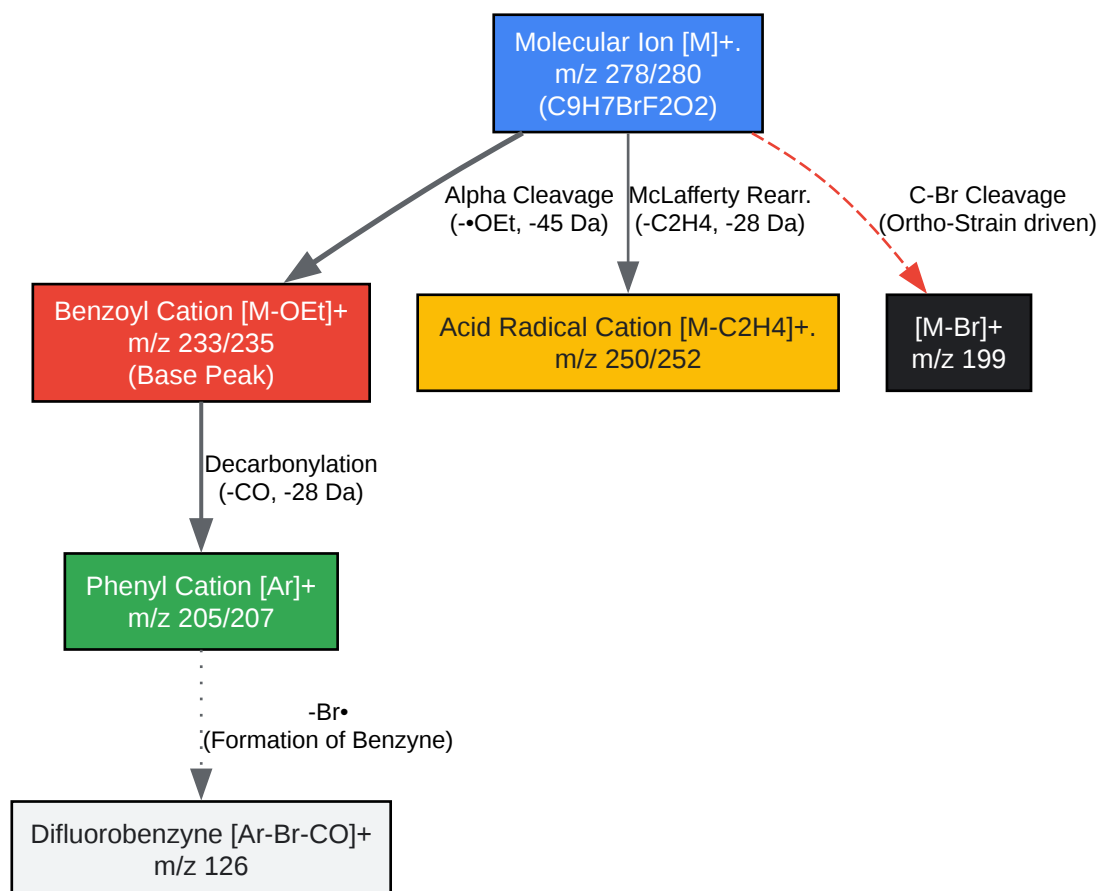 Molecular Ion [M]+.
m/z 278/280
(C9H7BrF2O2)
Alpha Cleavage
(-•OEt, -45 Da)
McLafferty Rearr.
(-C2H4, -28 Da)
C-Br Cleavage
(Ortho-Strain driven)
Benzoyl Cation [M-OEt]+
m/z 233/235
(Base Peak)
Acid Radical Cation [M-C2H4]+.
m/z 250/252
[M-Br]+
m/z 199
Decarbonylation
(-CO, -28 Da)
Phenyl Cation [Ar]+
m/z 205/207
-Br•
(Formation of Benzyne)
Difluorobenzyne [Ar-Br-CO]+
m/z 126